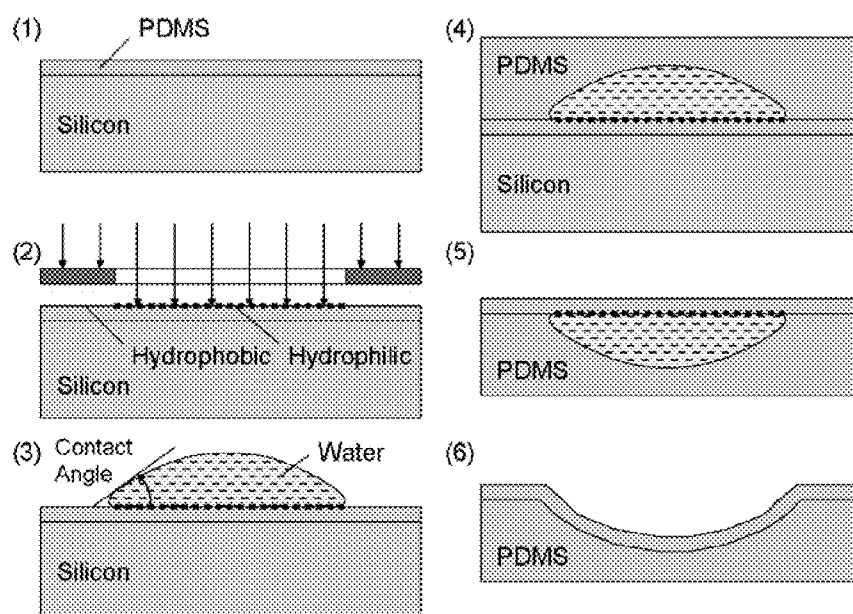 (1)
PDMS
Silicon
(2)
Hydrophobic Hydrophilic
Silicon
(3)
Contact
Angle
Water
Silicon
(4)
PDMS
Silicon
(5)
PDMS
(6)
PDMS